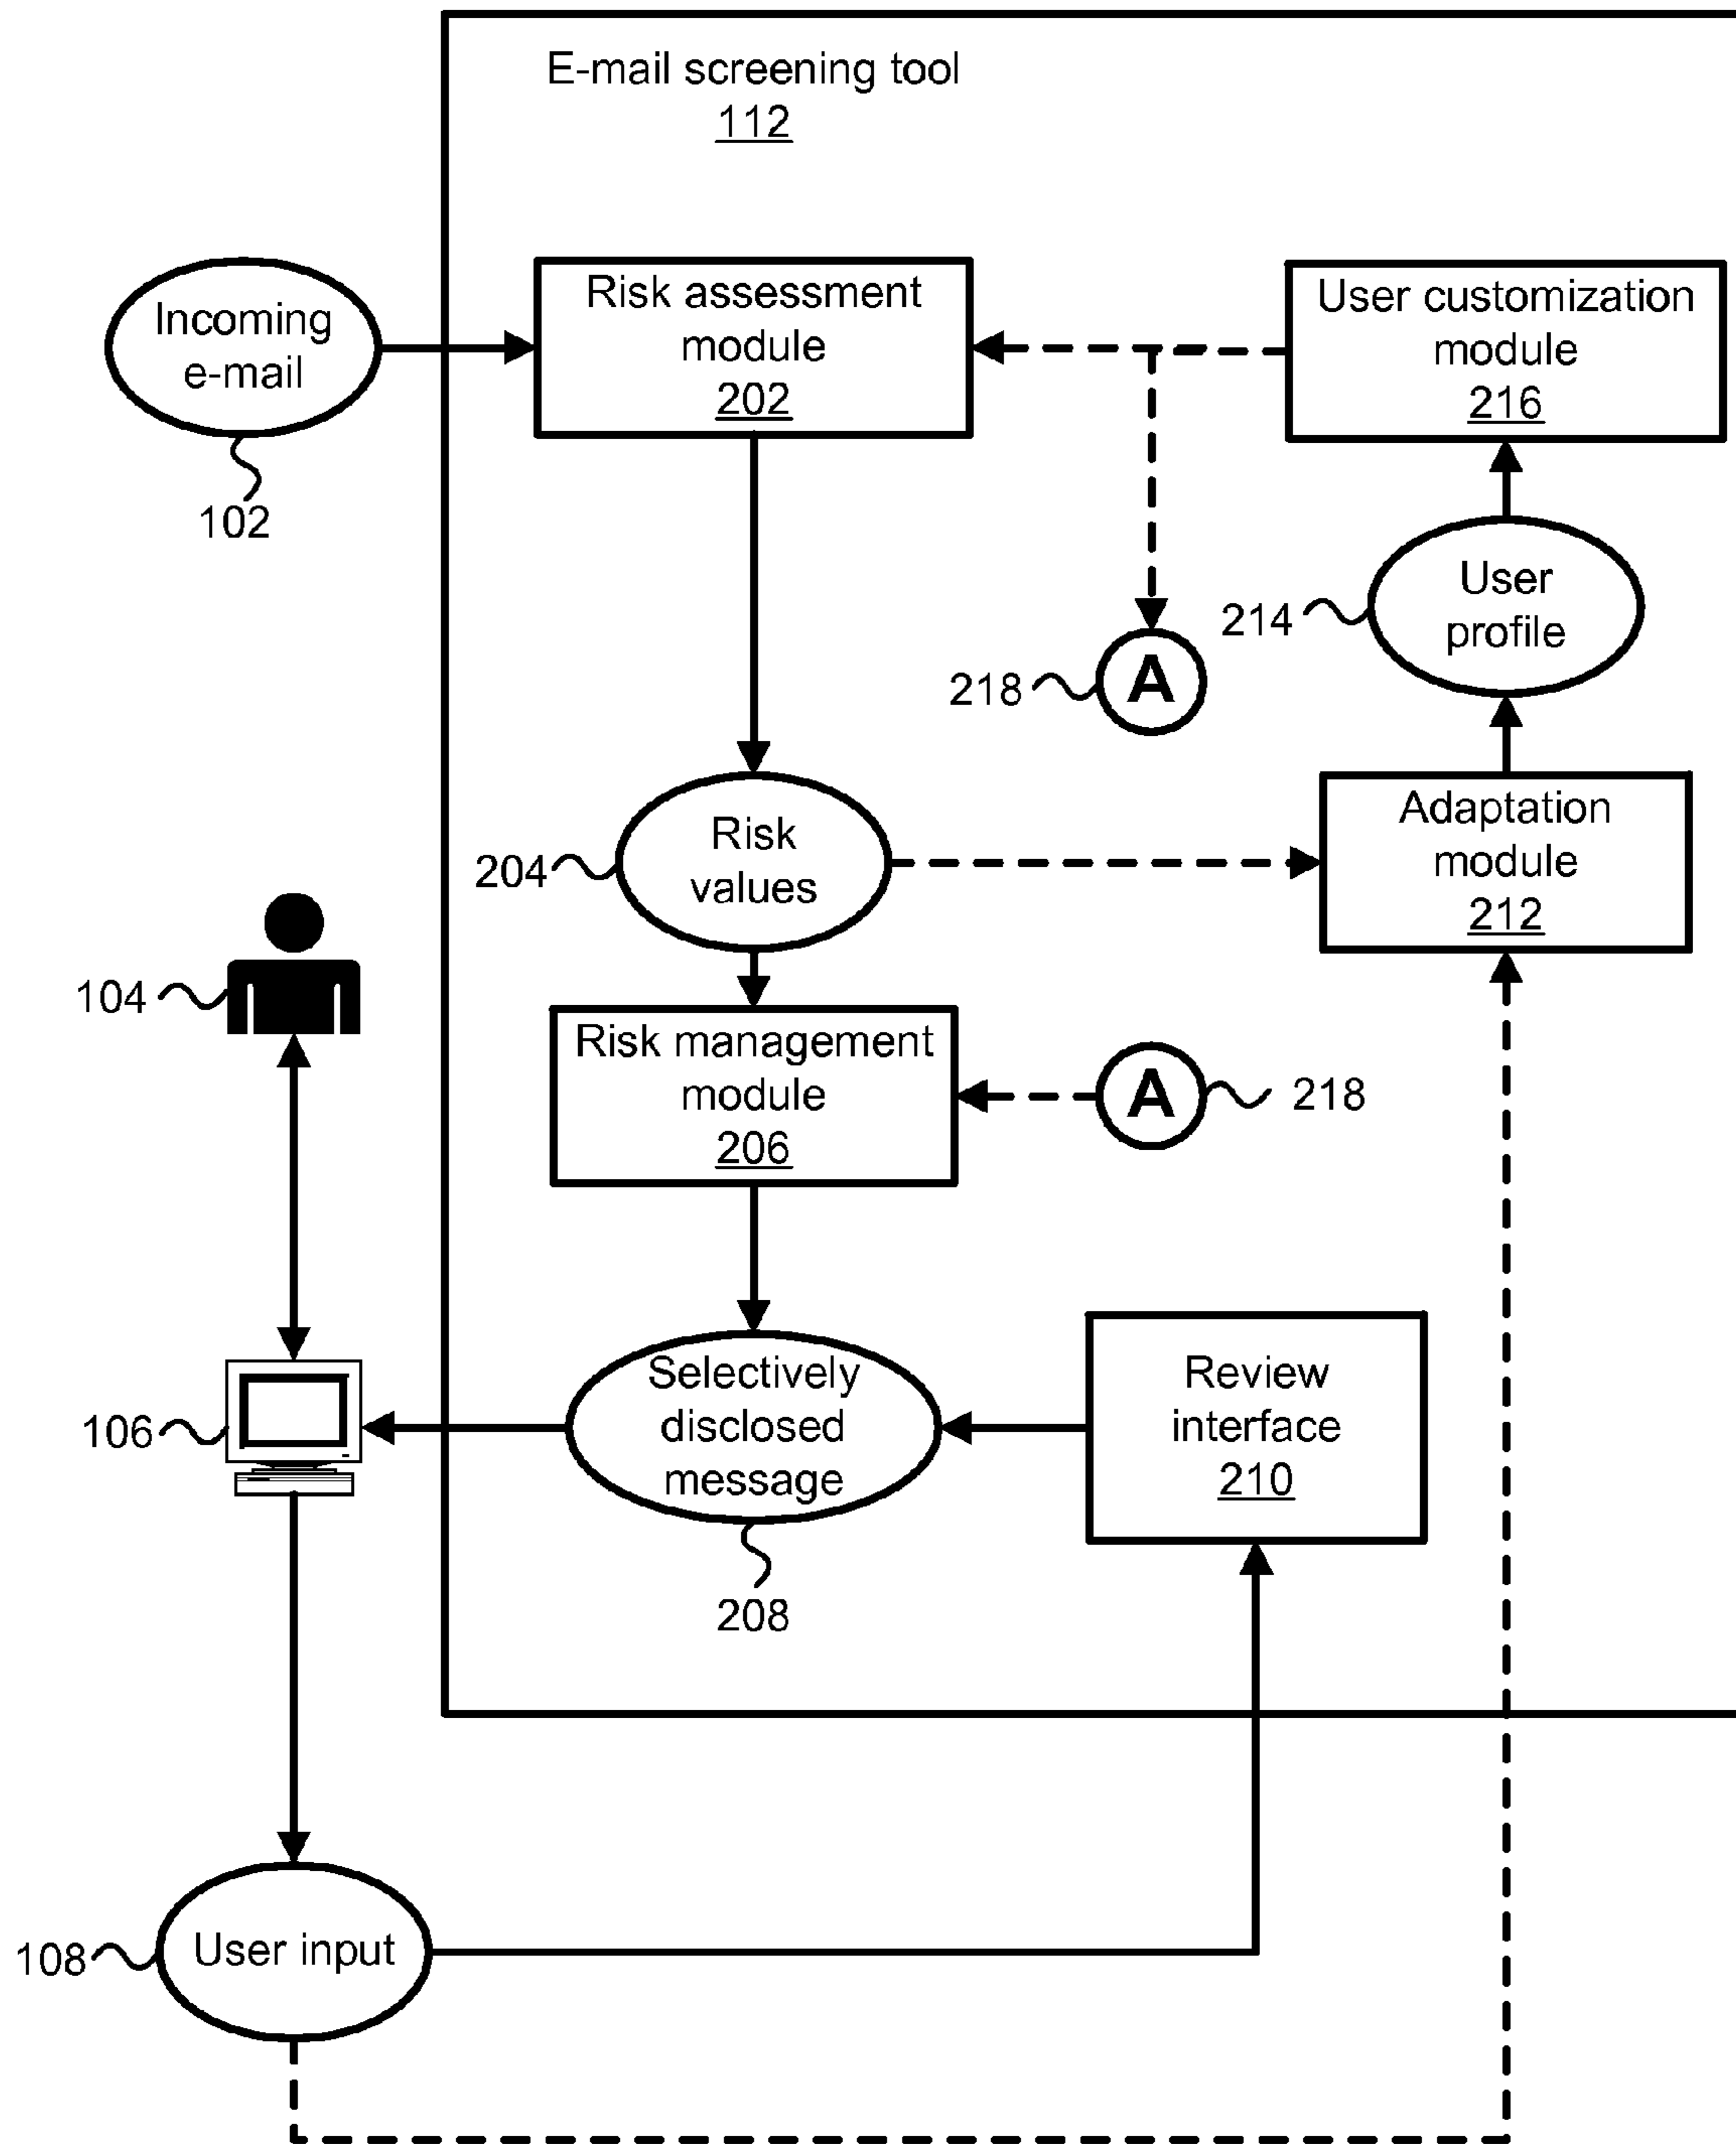 E-mail screening tool
112
Incoming
e-mail
102
Risk assessment
module
202
User customization
module
216
218
A
214
User
profile
204
Risk
values
Adaptation
module
212
104
Risk management
module
206
A
218
106
Selectively
disclosed
message
208
Review
interface
210
108
User input